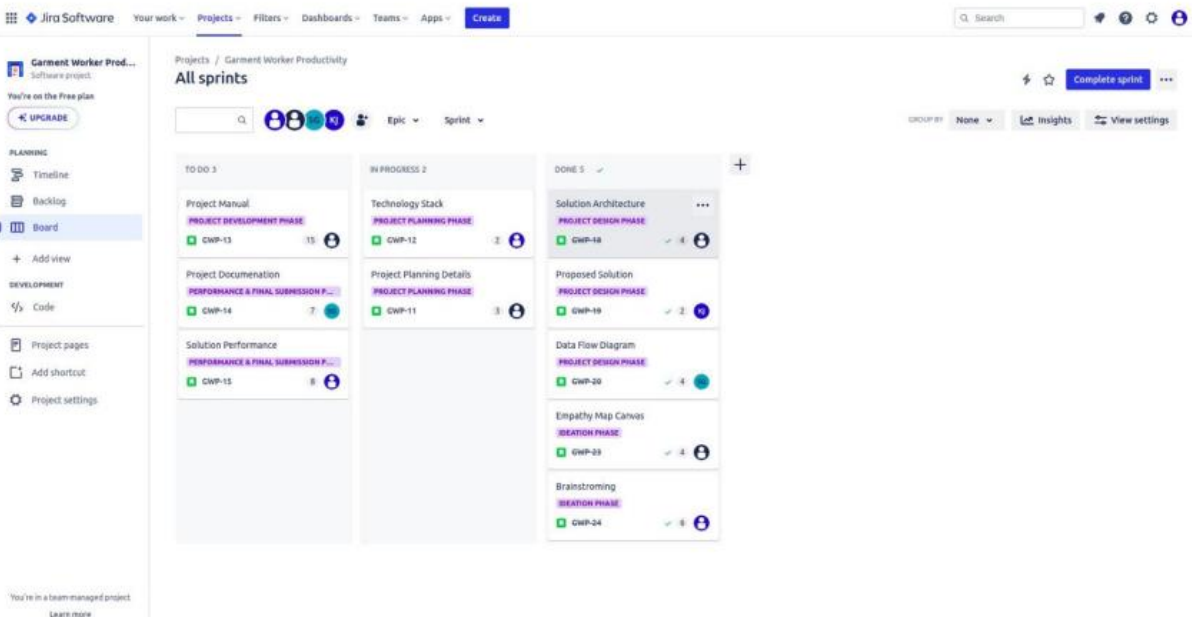 Jira Software Your work Projects Filters Dashboards Teams Apps Create Search
Garment Worker Prod...
Software project
You're on the Free plan
UPGRADE
PLANNING
Timeline
Backlog
Board
Add view
DEVELOPMENT
Code
Project pages
Add shortcut
Project settings
You're in a team-managed project
Learn more
Projects / Garment Worker Productivity
All sprints
Complete sprint
SG KJ Epic Sprint
GROUP BY None Insights View settings
TO DO 3
Project Manual
PROJECT DEVELOPMENT PHASE
GWP-13 15
Project Documenation
PERFORMANCE & FINAL SUBMISSION P...
GWP-14 7
Solution Performance
PERFORMANCE & FINAL SUBMISSION P...
GWP-15 8
IN PROGRESS 2
Technology Stack
PROJECT PLANNING PHASE
GWP-12 2
Project Planning Details
PROJECT PLANNING PHASE
GWP-11 3
DONE 5
Solution Architecture
PROJECT DESIGN PHASE
GWP-18 4
Proposed Solution
PROJECT DESIGN PHASE
GWP-19 2 KJ
Data Flow Diagram
PROJECT DESIGN PHASE
GWP-20 4 SG
Empathy Map Canvas
IDEATION PHASE
GWP-23 4
Brainstroming
IDEATION PHASE
GWP-24 6